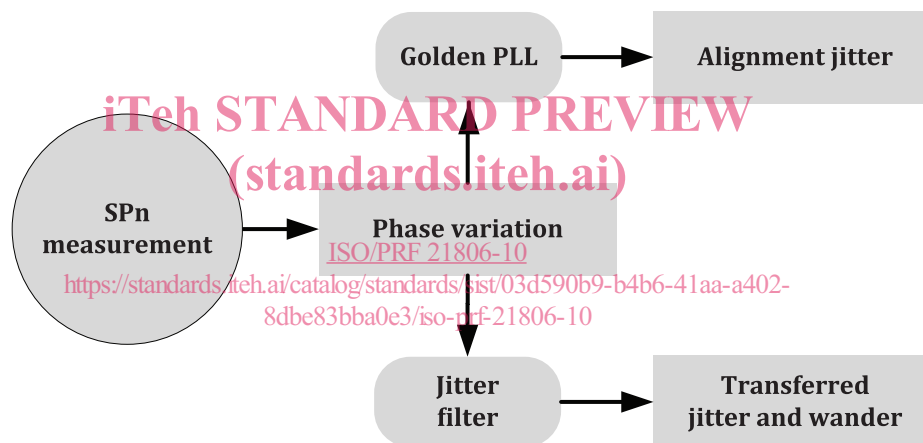 Golden PLL
Alignment jitter
iTeh STANDARD PREVIEW
(standards.iteh.ai)
SPn
measurement
Phase variation
ISO/PRF 21806-10
https://standards.iteh.ai/catalog/standards/sist/03d590b9-b4b6-41aa-a402-
8dbe83bba0e3/iso-prf-21806-10
Jitter
filter
Transferred
jitter and wander